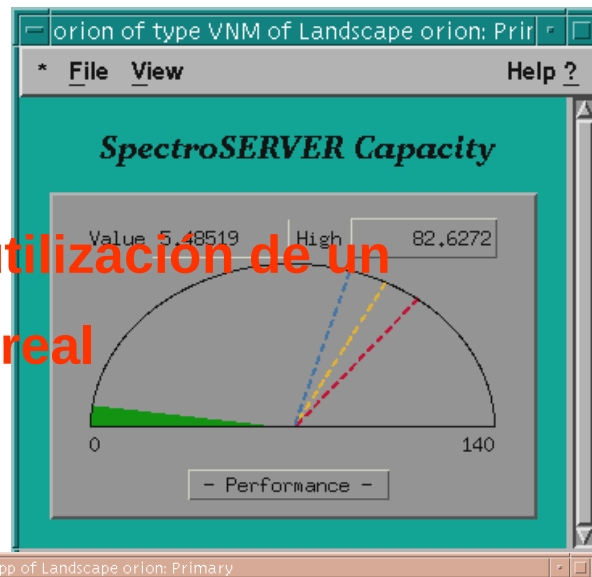 orion of type VNM of Landscape orion: Prir
* File View Help ?
SpectroSERVER Capacity
Value 5.48519 High 82.6272
utilización de un
real
0 140
- Performance -
pp of Landscape orion: Primary